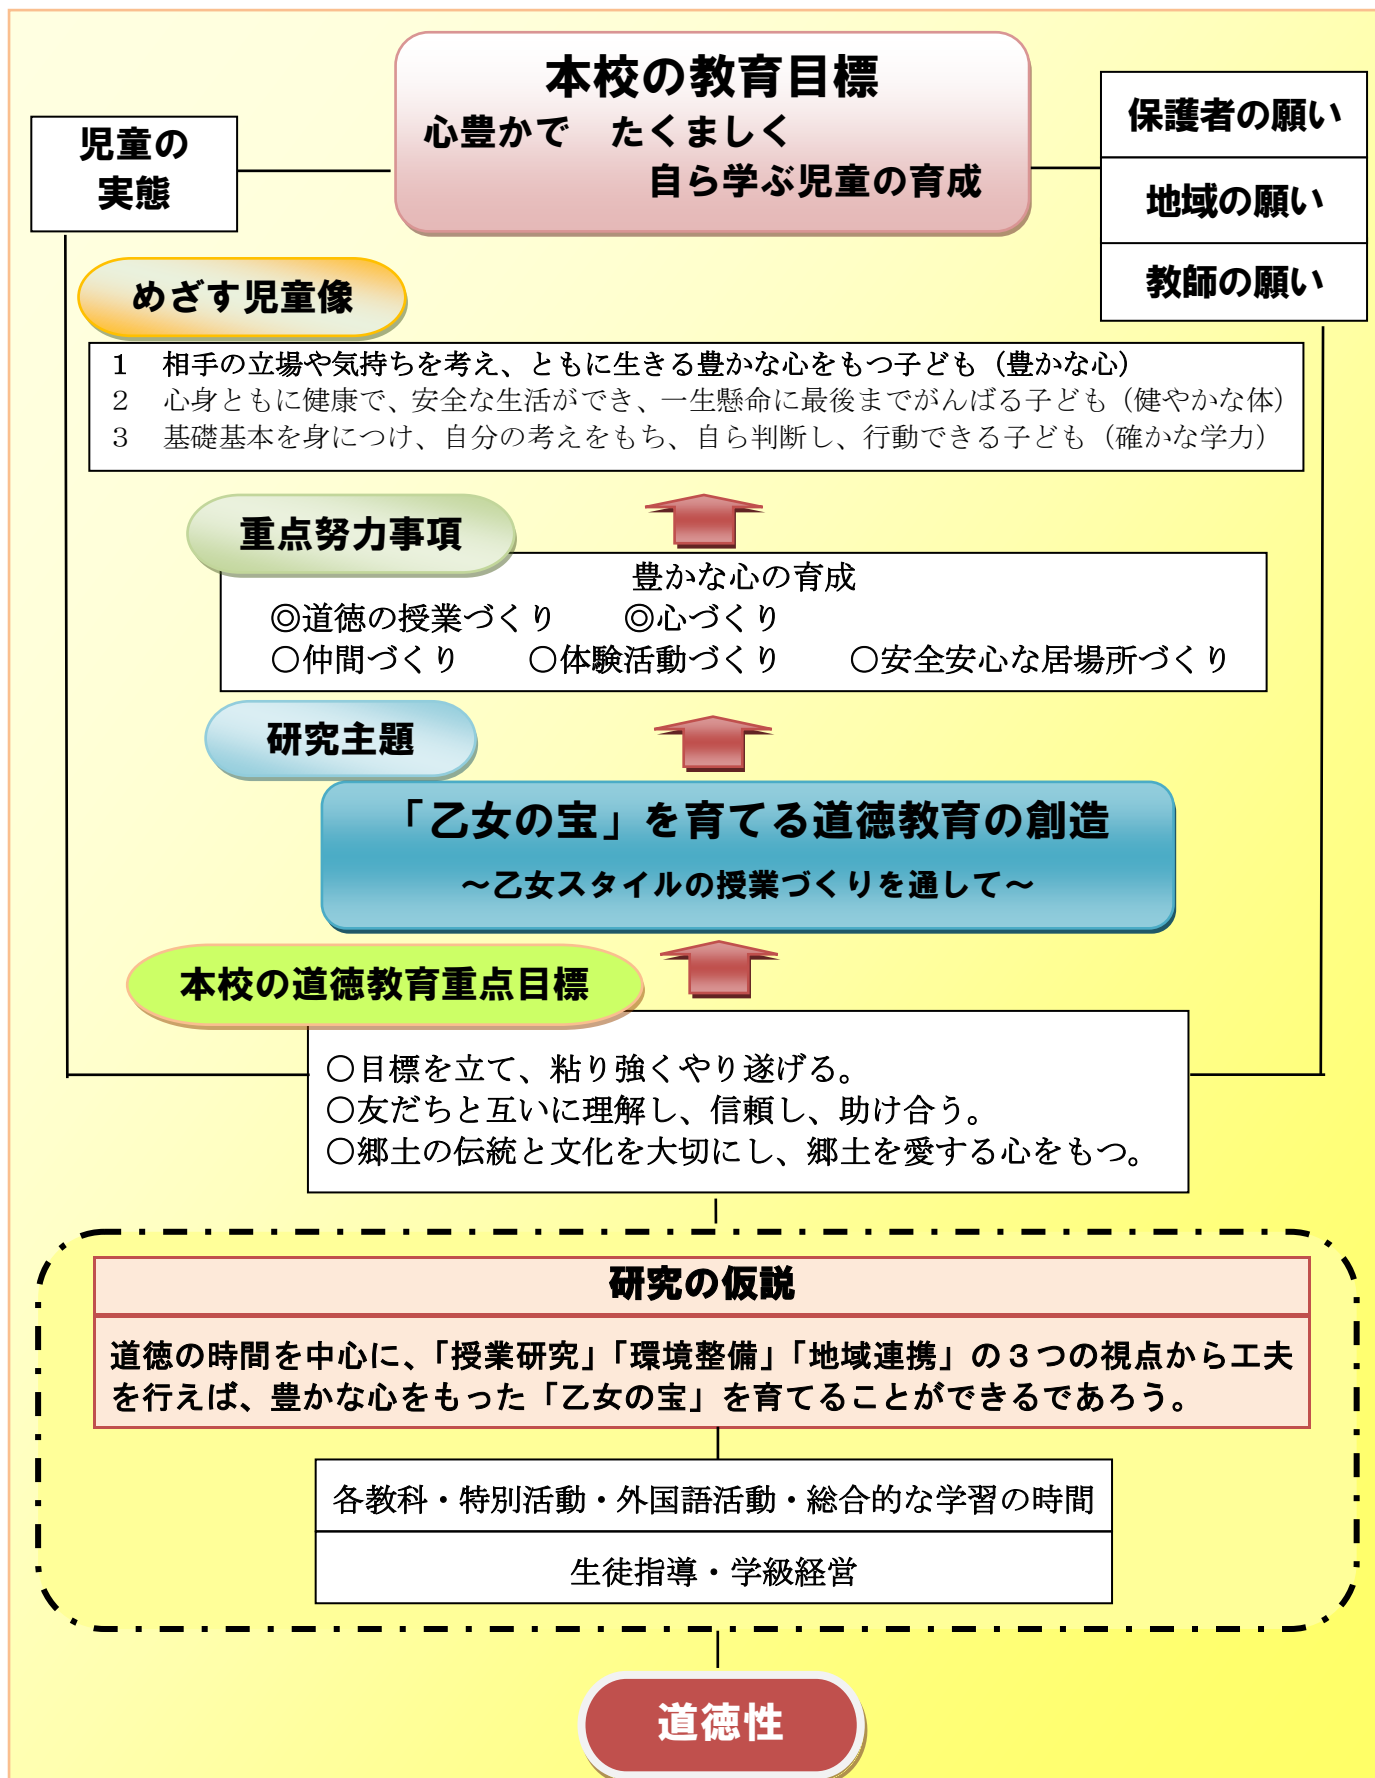 本校の教育目標
心豊かで　たくましく
自ら学ぶ児童の育成
児童の
実態
保護者の願い
地域の願い
教師の願い
めざす児童像
1　相手の立場や気持ちを考え、ともに生きる豊かな心をもつ子ども（豊かな心）
2　心身ともに健康で、安全な生活ができ、一生懸命に最後までがんばる子ども（健やかな体）
3　基礎基本を身につけ、自分の考えをもち、自ら判断し、行動できる子ども（確かな学力）
重点努力事項
豊かな心の育成
◎道徳の授業づくり　　◎心づくり
○仲間づくり　　○体験活動づくり　　○安全安心な居場所づくり
研究主題
「乙女の宝」を育てる道徳教育の創造
～乙女スタイルの授業づくりを通して～
本校の道徳教育重点目標
○目標を立て、粘り強くやり遂げる。
○友だちと互いに理解し、信頼し、助け合う。
○郷土の伝統と文化を大切にし、郷土を愛する心をもつ。
研究の仮説
道徳の時間を中心に、「授業研究」「環境整備」「地域連携」の３つの視点から工夫
を行えば、豊かな心をもった「乙女の宝」を育てることができるであろう。
各教科・特別活動・外国語活動・総合的な学習の時間
生徒指導・学級経営
道徳性